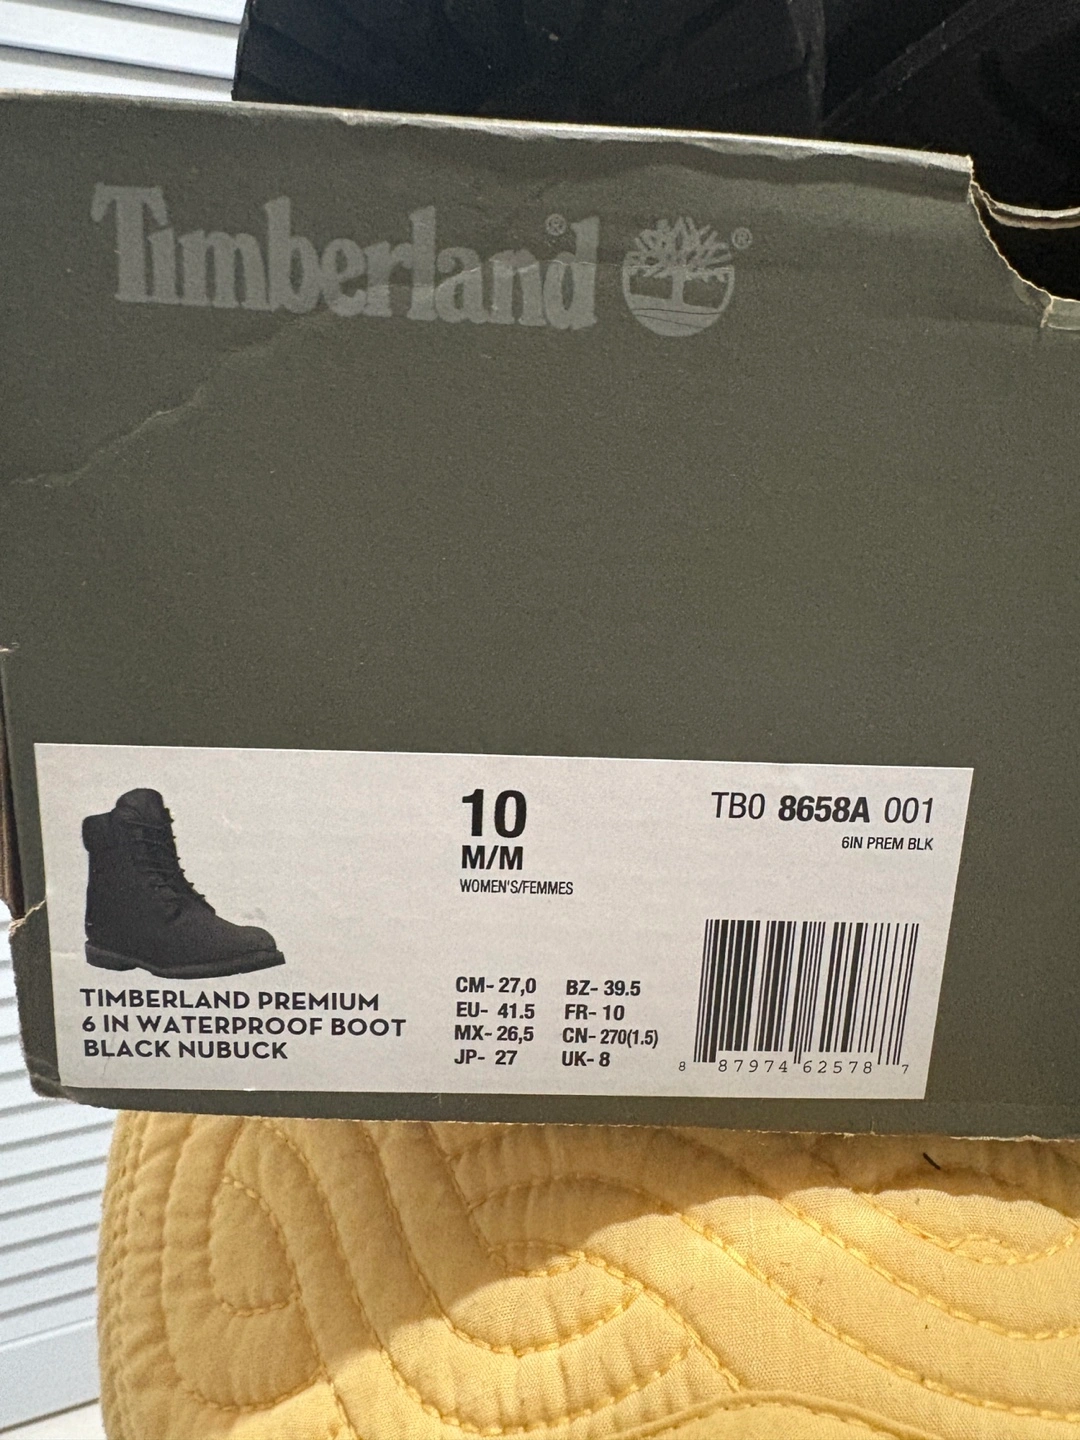 Timberland® ®
10
M/M
WOMEN'S/FEMMES
TB0 8658A 001
6IN PREM BLK
TIMBERLAND PREMIUM
6 IN WATERPROOF BOOT
BLACK NUBUCK
CM- 27,0 BZ- 39.5
EU- 41.5 FR- 10
MX- 26,5 CN- 270(1.5)
JP- 27 UK- 8
8 87974 62578 7